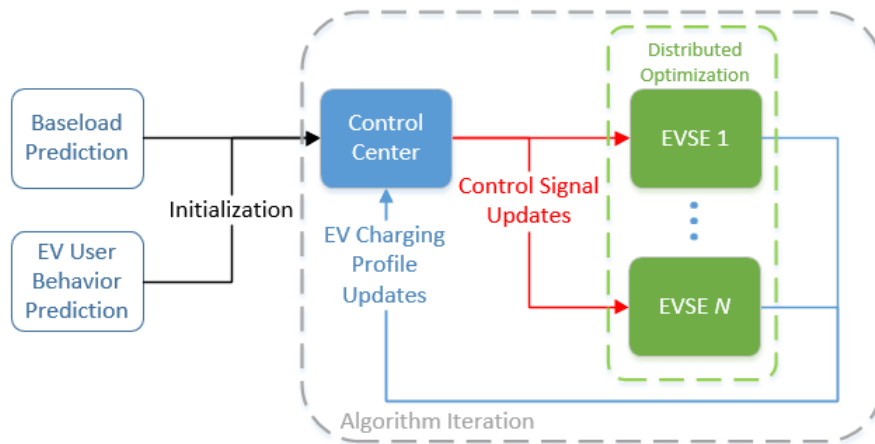 Baseload
Prediction
EV User
Behavior
Prediction
Initialization
Control
Center
EV Charging
Profile
Updates
Control Signal
Updates
Distributed
Optimization
EVSE 1
EVSE N
Algorithm Iteration